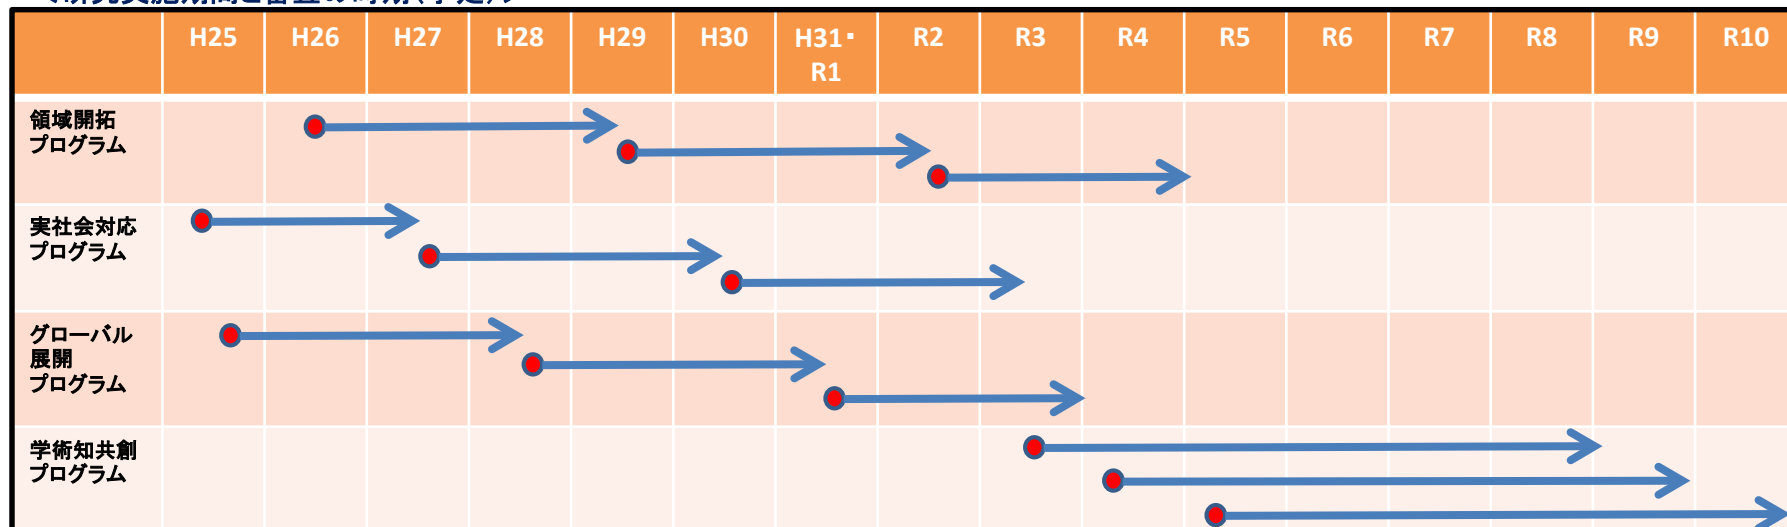 H25 H26 H27 H28 H29 H30 H31・ R2 R3 R4 R5 R6 R7 R8 R9 R10
R1
領域開拓
プログラム
実社会対応
プログラム
グローバル
展開
プログラム
学術知共創
プログラム